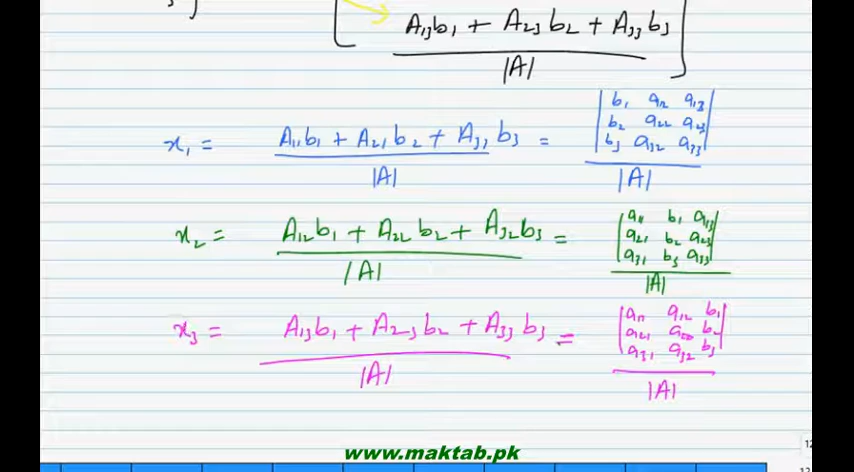 A₁₃b₁ + A₂₃b₂ + A₃₃b₃
|A|
x₁ = A₁₁b₁ + A₂₁b₂ + A₃₁b₃ / |A| = | b₁ a₁₂ a₁₃ |
| b₂ a₂₂ a₂₃ |
| b₃ a₃₂ a₃₃ | / |A|
x₂ = A₁₂b₁ + A₂₂b₂ + A₃₂b₃ / |A| = | a₁₁ b₁ a₁₃ |
| a₂₁ b₂ a₂₃ |
| a₃₁ b₃ a₃₃ | / |A|
x₃ = A₁₃b₁ + A₂₃b₂ + A₃₃b₃ / |A| = | a₁₁ a₁₂ b₁ |
| a₂₁ a₂₂ b₂ |
| a₃₁ a₃₂ b₃ | / |A|
www.maktab.pk